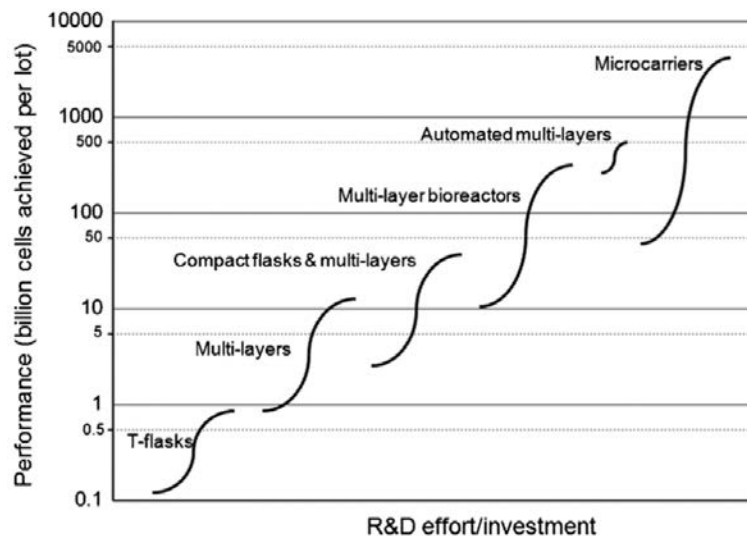 Performance (billion cells achieved per lot)
10000
5000
1000
500
100
50
10
5
1
0.5
0.1
Microcarriers
Automated multi-layers
Multi-layer bioreactors
Compact flasks & multi-layers
Multi-layers
T-flasks
R&D effort/investment